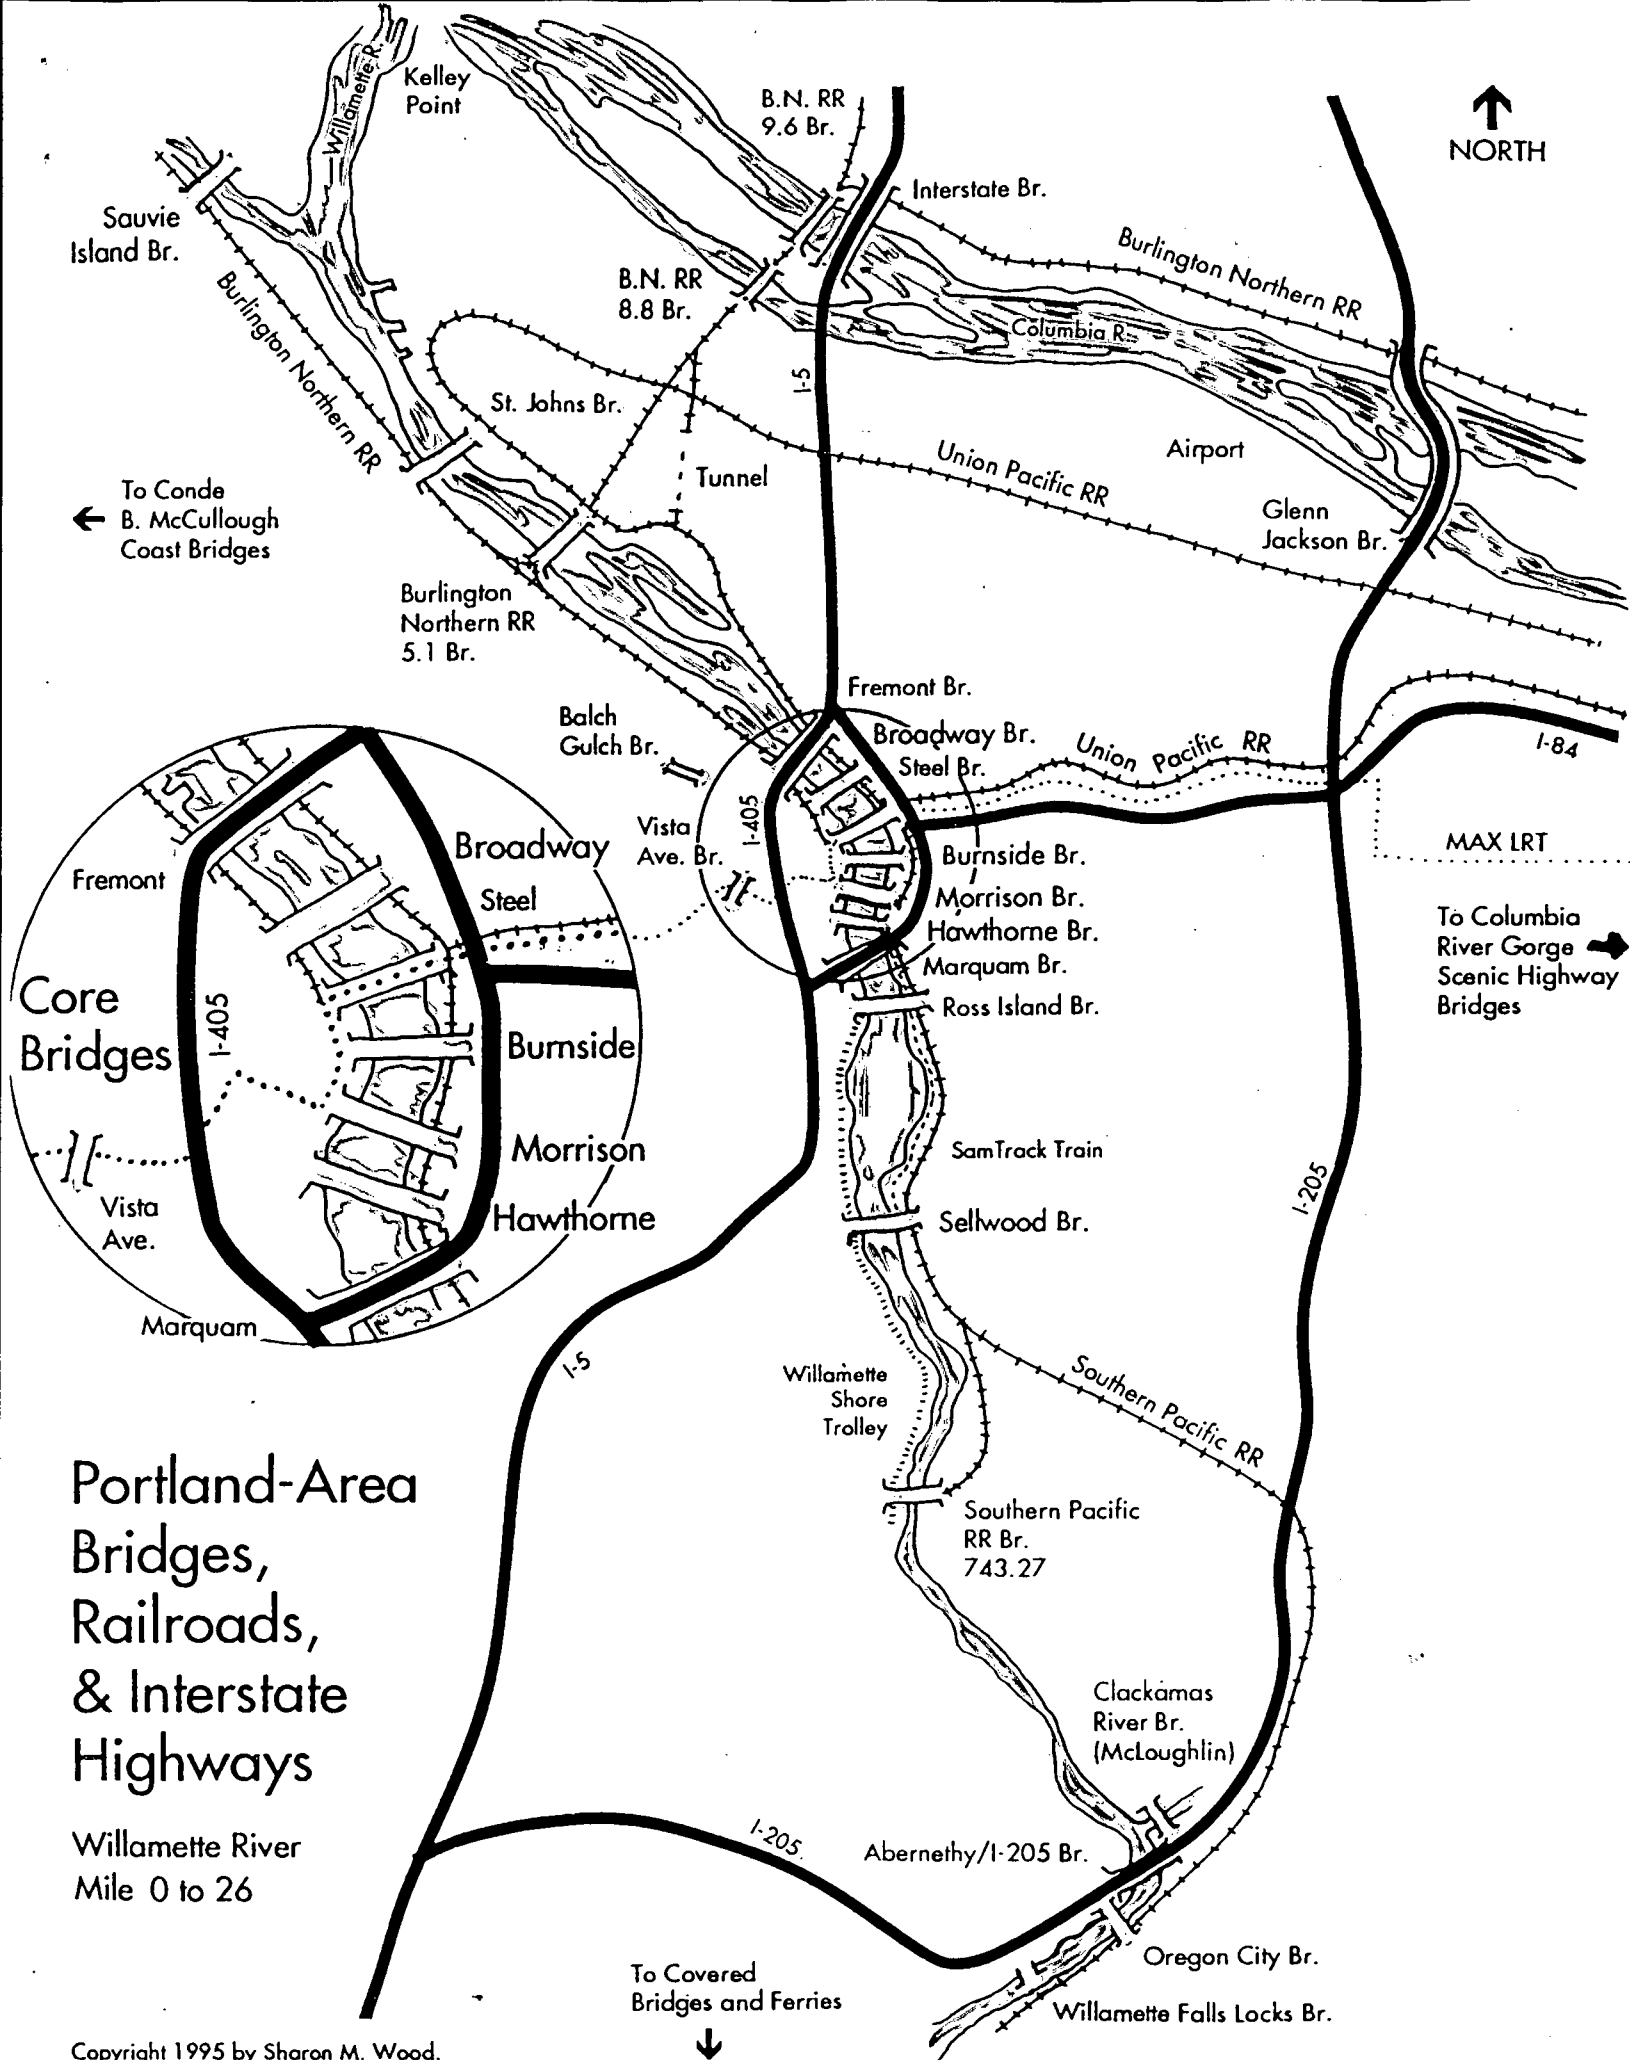 Willamette R.
Kelley
Point
B.N. RR
9.6 Br.
NORTH
Interstate Br.
Sauvie
Island Br.
Burlington Northern RR
B.N. RR
8.8 Br.
Burlington Northern RR
Columbia R.
I-5
St. Johns Br.
Airport
Union Pacific RR
Tunnel
To Conde
B. McCullough
Coast Bridges
Glenn
Jackson Br.
Burlington
Northern RR
5.1 Br.
Fremont Br.
Balch
Gulch Br.
Broadway Br.
Steel Br.
Union Pacific RR
I-84
I-405
Vista
Ave. Br.
MAX LRT
Burnside Br.
Morrison Br.
Hawthorne Br.
Marquam Br.
Ross Island Br.
To Columbia
River Gorge
Scenic Highway
Bridges
Broadway
Fremont
Steel
Core
Bridges
I-405
Burnside
Morrison
Vista
Ave.
Hawthorne
Marquam
SamTrack Train
I-205
Sellwood Br.
I-5
Willamette
Shore
Trolley
Southern Pacific RR
Portland-Area
Bridges,
Railroads,
& Interstate
Highways
Southern Pacific
RR Br.
743.27
Clackamas
River Br.
(McLoughlin)
Willamette River
Mile 0 to 26
I-205
Abernethy/I-205 Br.
Oregon City Br.
To Covered
Bridges and Ferries
Willamette Falls Locks Br.
Copyright 1995 by Sharon M. Wood.